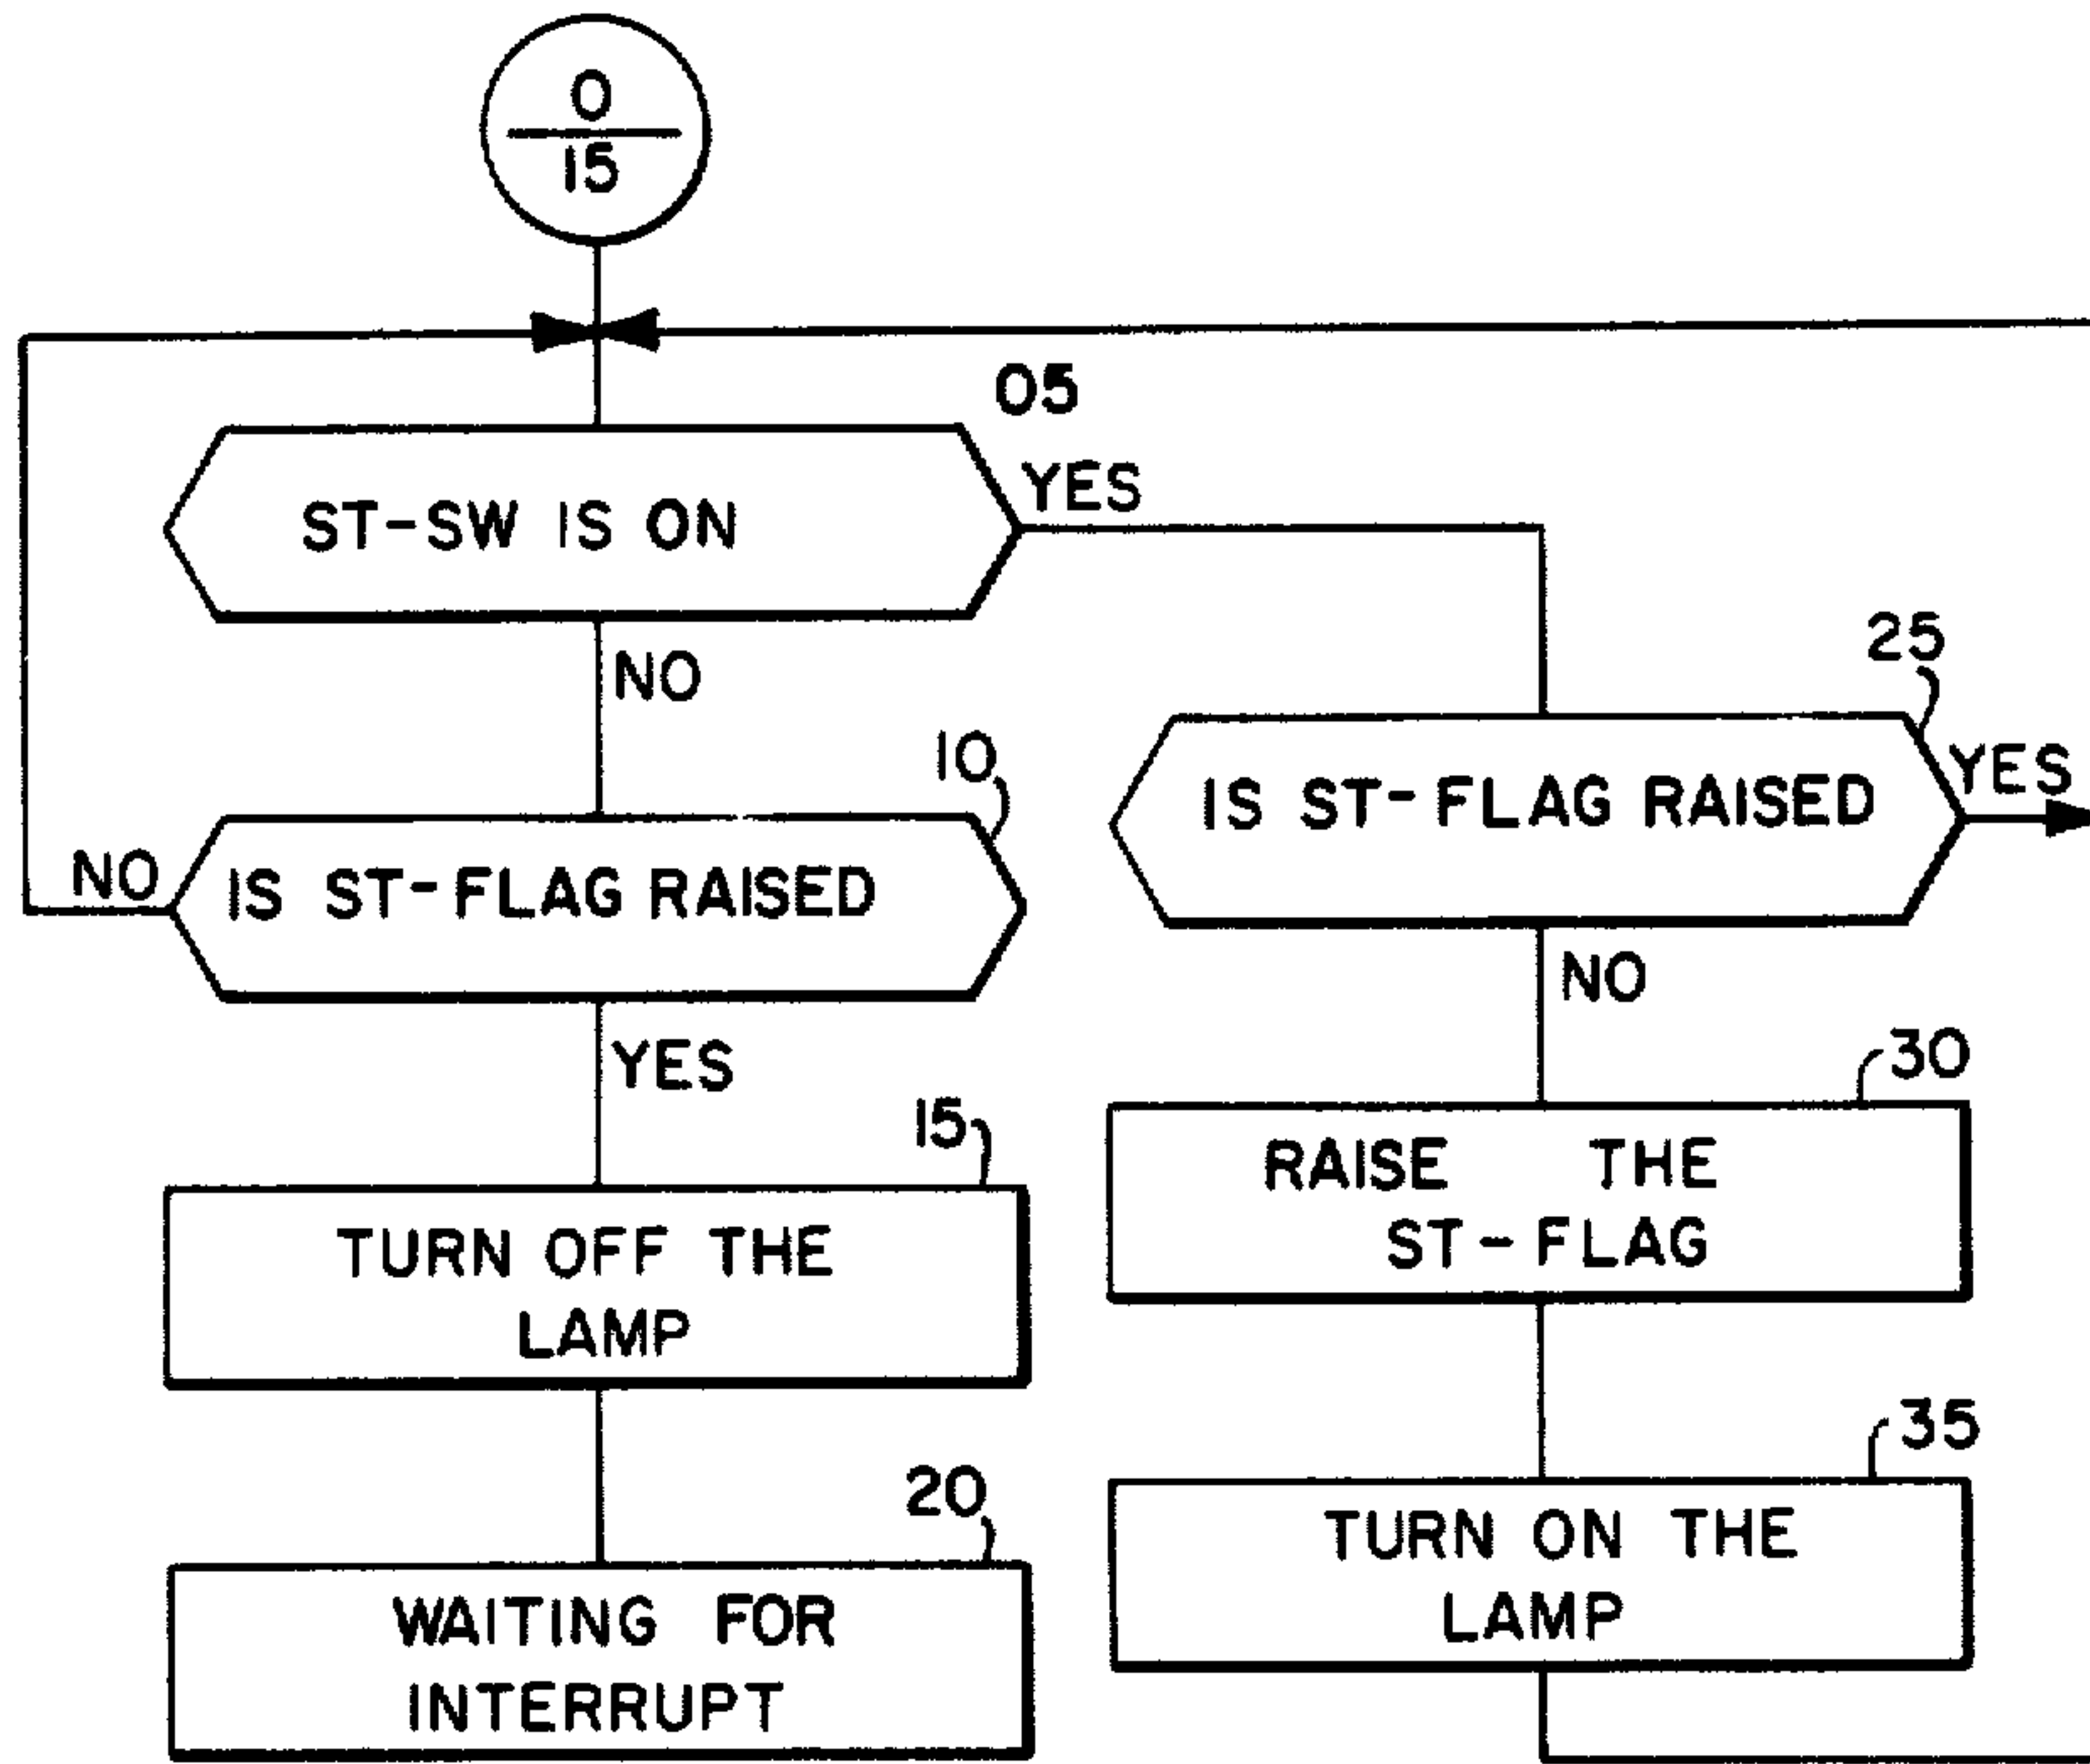 0
15
05
ST-SW IS ON
YES
NO
25
10
IS ST-FLAG RAISED
YES
NO
IS ST-FLAG RAISED
NO
YES
30
RAISE THE
ST-FLAG
15
TURN OFF THE
LAMP
35
TURN ON THE
LAMP
20
WAITING FOR
INTERRUPT